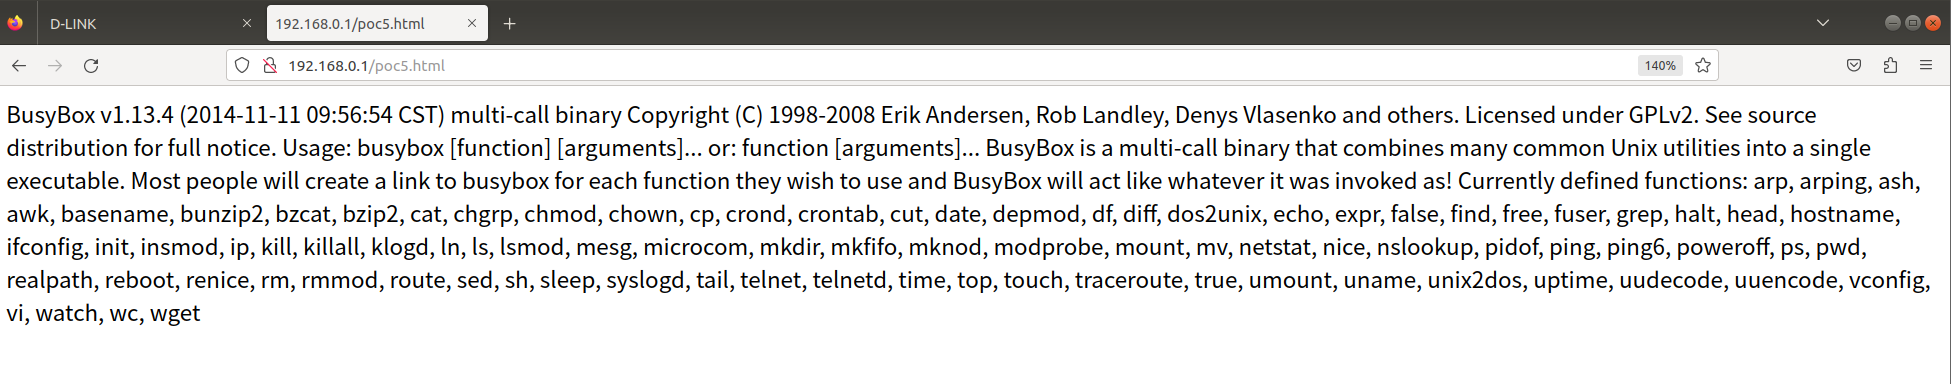 D-LINK
192.168.0.1/poc5.html
192.168.0.1/poc5.html
140%
BusyBox v1.13.4 (2014-11-11 09:56:54 CST) multi-call binary Copyright (C) 1998-2008 Erik Andersen, Rob Landley, Denys Vlasenko and others. Licensed under GPLv2. See source
distribution for full notice. Usage: busybox [function] [arguments]... or: function [arguments]... BusyBox is a multi-call binary that combines many common Unix utilities into a single
executable. Most people will create a link to busybox for each function they wish to use and BusyBox will act like whatever it was invoked as! Currently defined functions: arp, arping, ash,
awk, basename, bunzip2, bzcat, bzip2, cat, chgrp, chmod, chown, cp, crond, crontab, cut, date, depmod, df, diff, dos2unix, echo, expr, false, find, free, fuser, grep, halt, head, hostname,
ifconfig, init, insmod, ip, kill, killall, klogd, ln, ls, lsmod, mesg, microcom, mkdir, mkfifo, mknod, modprobe, mount, mv, netstat, nice, nslookup, pidof, ping, ping6, poweroff, ps, pwd,
realpath, reboot, renice, rm, rmmod, route, sed, sh, sleep, syslogd, tail, telnet, telnetd, time, top, touch, traceroute, true, umount, uname, unix2dos, uptime, uudecode, uuencode, vconfig,
vi, watch, wc, wget